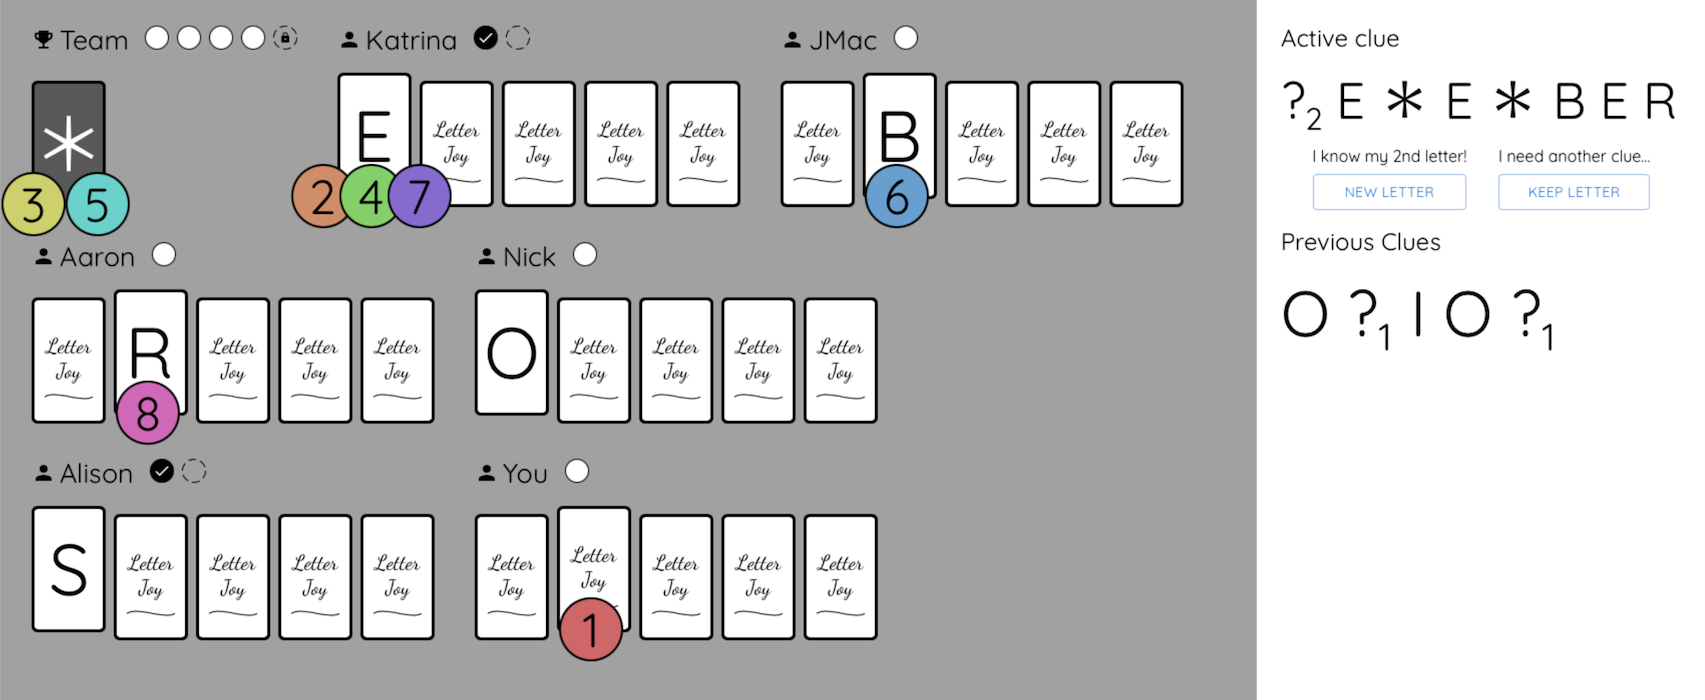 Team
Katrina
JMac
*
E
Letter Joy
Letter Joy
Letter Joy
Letter Joy
Letter Joy
B
Letter Joy
Letter Joy
Letter Joy
3
5
2
4
7
6
Aaron
Nick
Letter Joy
R
Letter Joy
Letter Joy
Letter Joy
O
Letter Joy
Letter Joy
Letter Joy
Letter Joy
8
Alison
You
S
Letter Joy
Letter Joy
Letter Joy
Letter Joy
Letter Joy
Letter Joy
Letter Joy
Letter Joy
Letter Joy
1
Active clue
?2 E * E * B E R
I know my 2nd letter!
I need another clue...
NEW LETTER
KEEP LETTER
Previous Clues
O ?1 I O ?1